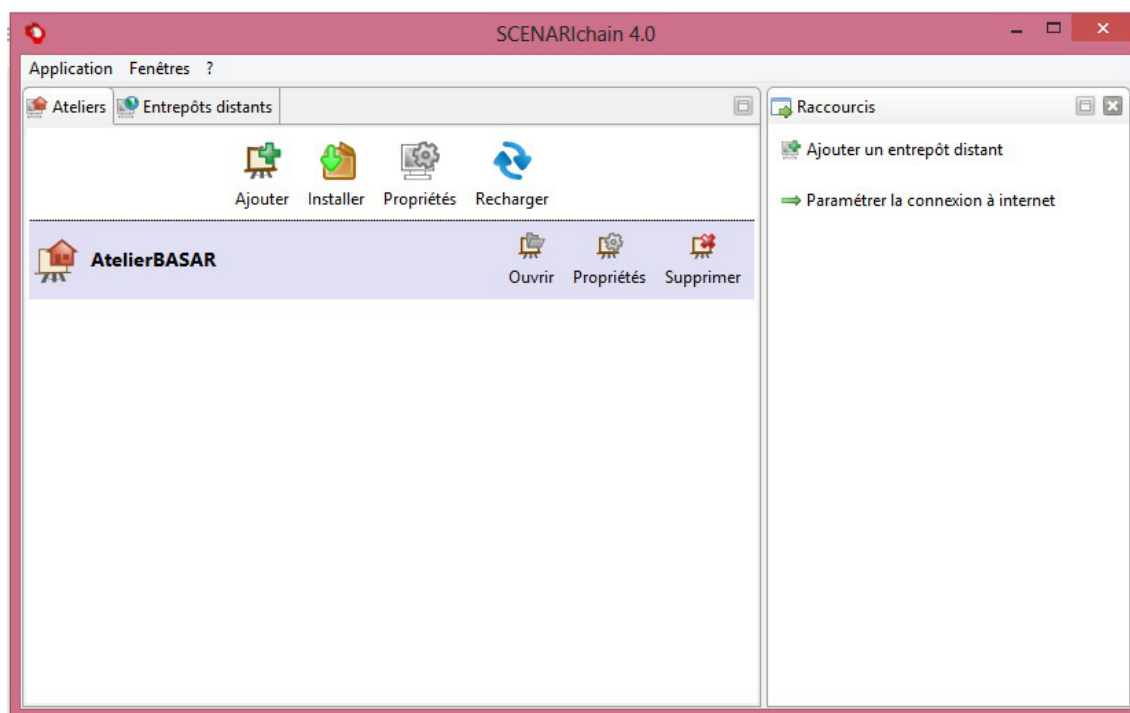 SCENARIchain 4.0
Application Fenêtres ?
Ateliers Entrepôts distants
Ajouter Installer Propriétés Recharger
AtelierBASAR
Ouvrir Propriétés Supprimer
Raccourcis
Ajouter un entrepôt distant
Paramétrer la connexion à internet